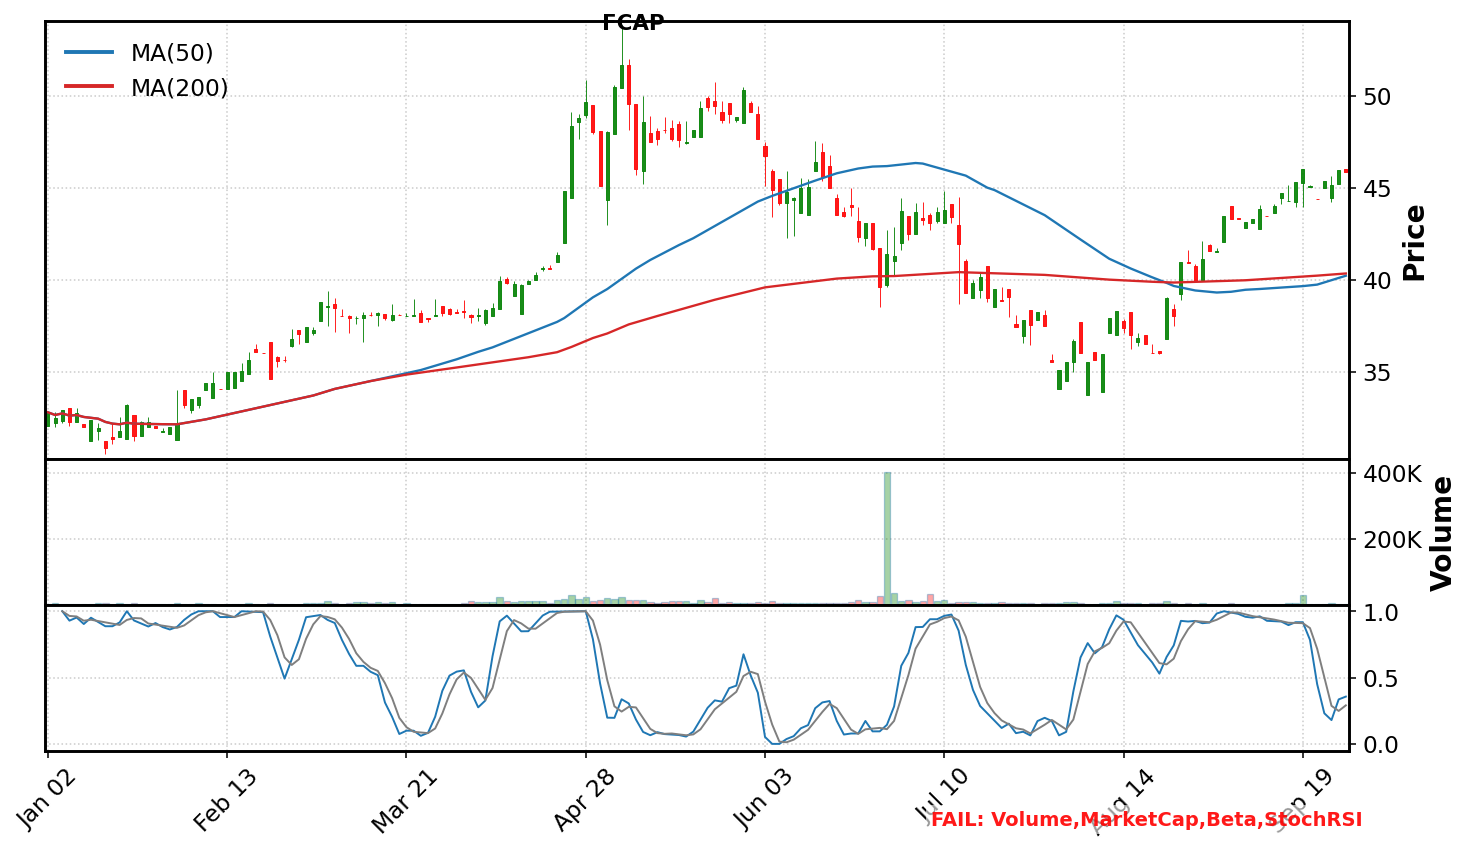 FCAP
MA(50)
MA(200)
50
45
40
35
Price
400K
200K
Volume
1.0
0.5
0.0
Jan 02
Feb 13
Mar 21
Apr 28
Jun 03
Jul 10
Aug 14
Sep 19
FAIL: Volume,MarketCap,Beta,StochRSI